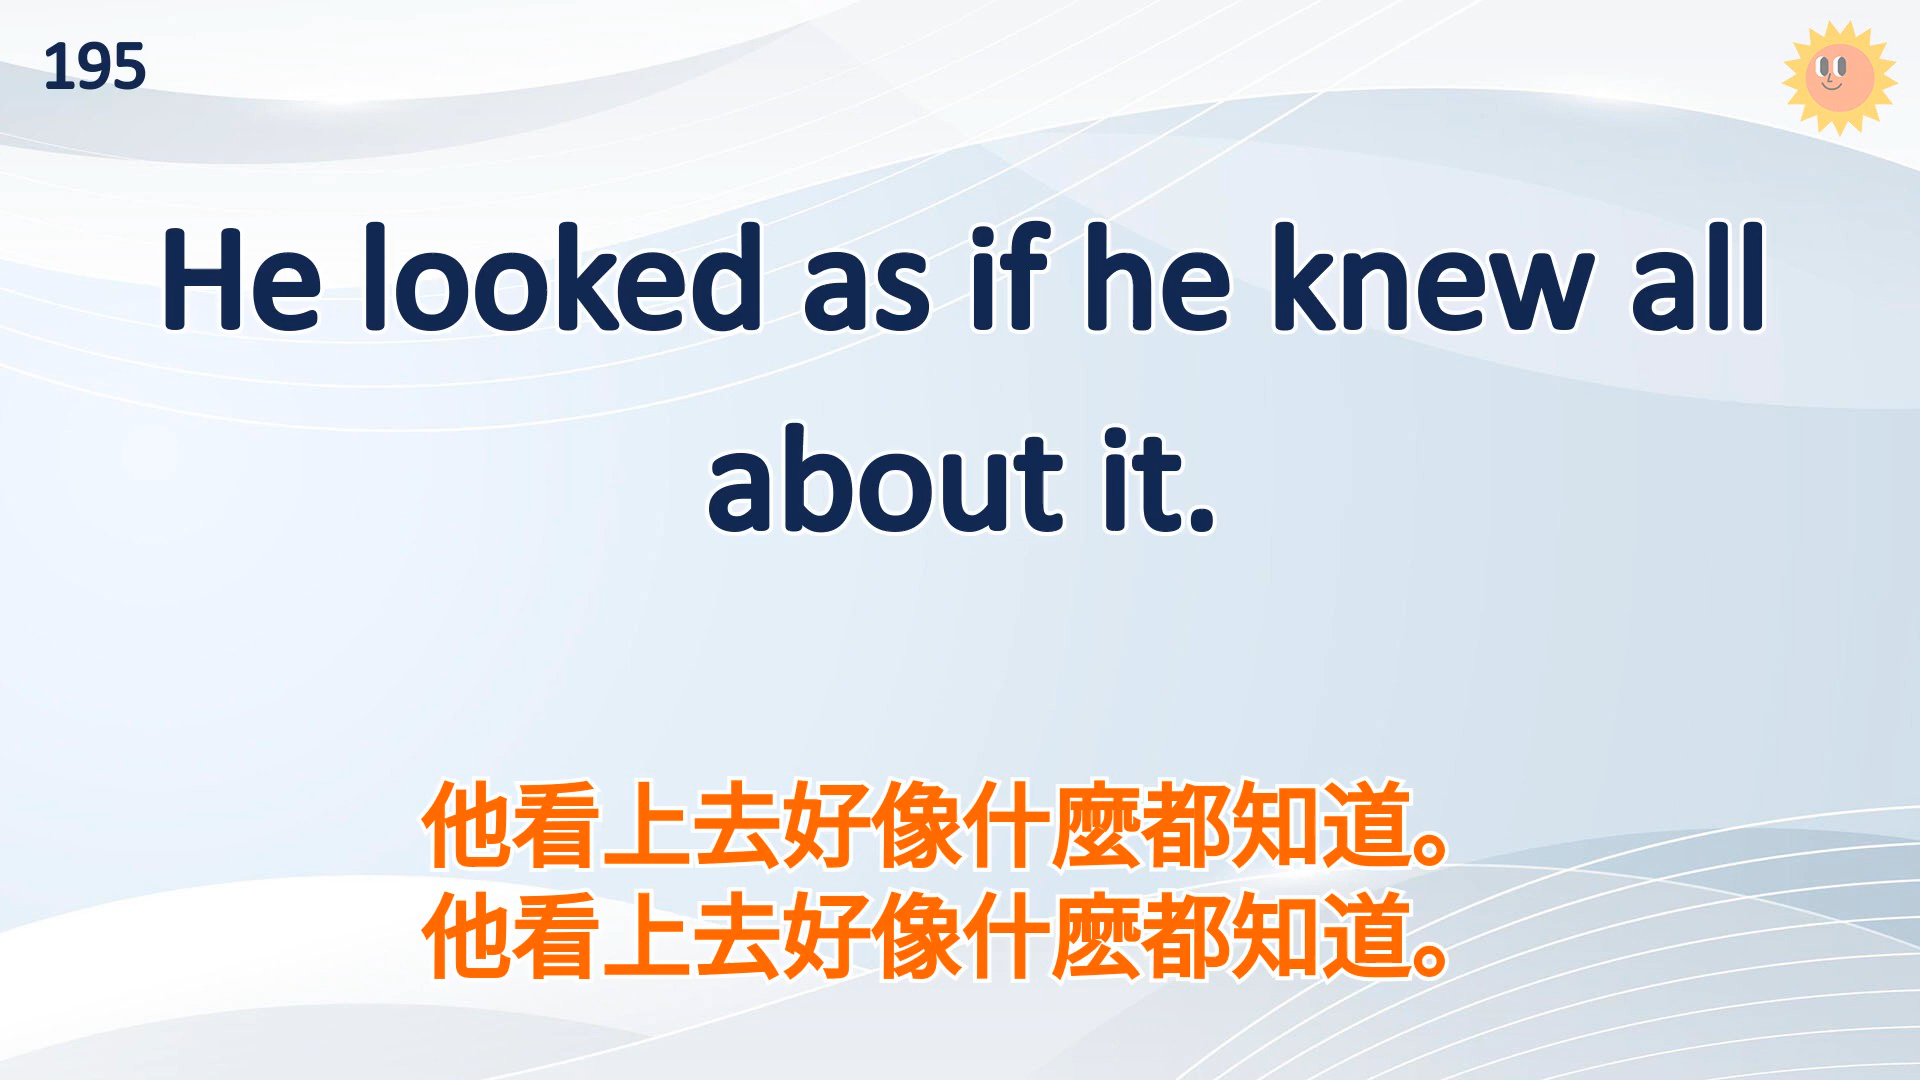 195
He looked as if he knew all
about it.
他看上去好像什麼都知道。
他看上去好像什麽都知道。